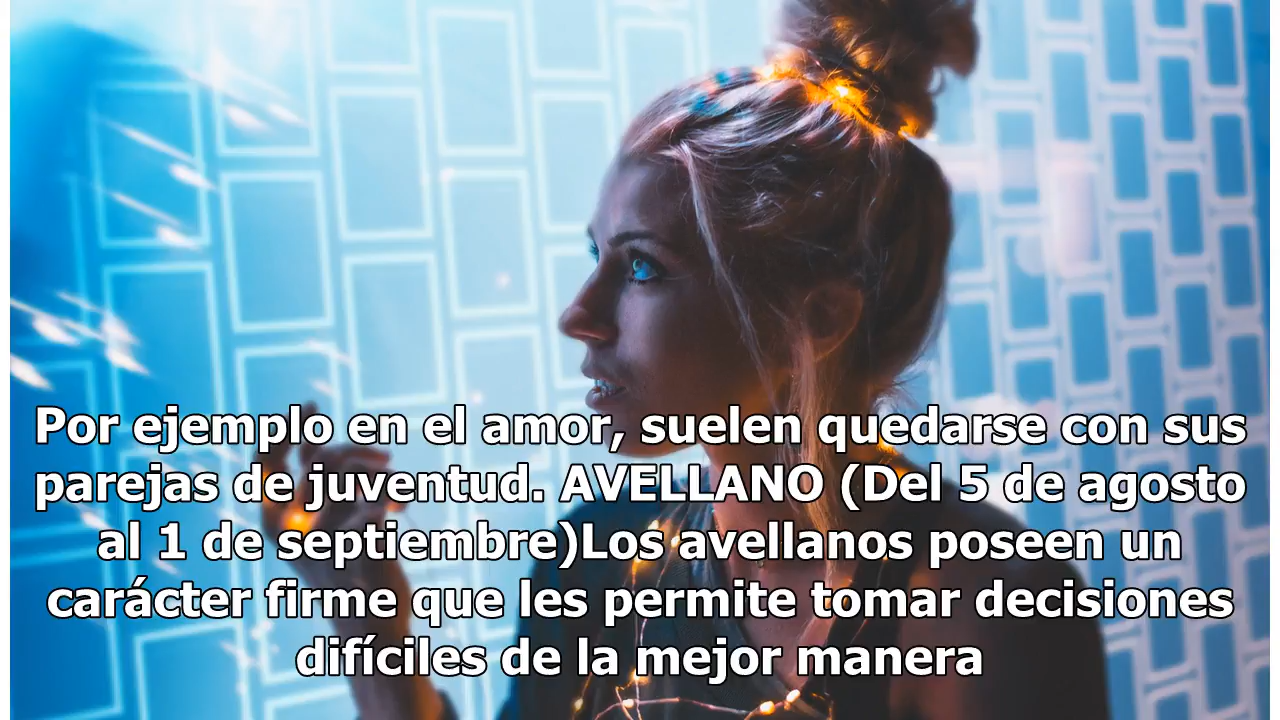 Por ejemplo en el amor, suelen quedarse con sus
parejas de juventud. AVELLANO (Del 5 de agosto
al 1 de septiembre)Los avellanos poseen un
carácter firme que les permite tomar decisiones
difíciles de la mejor manera